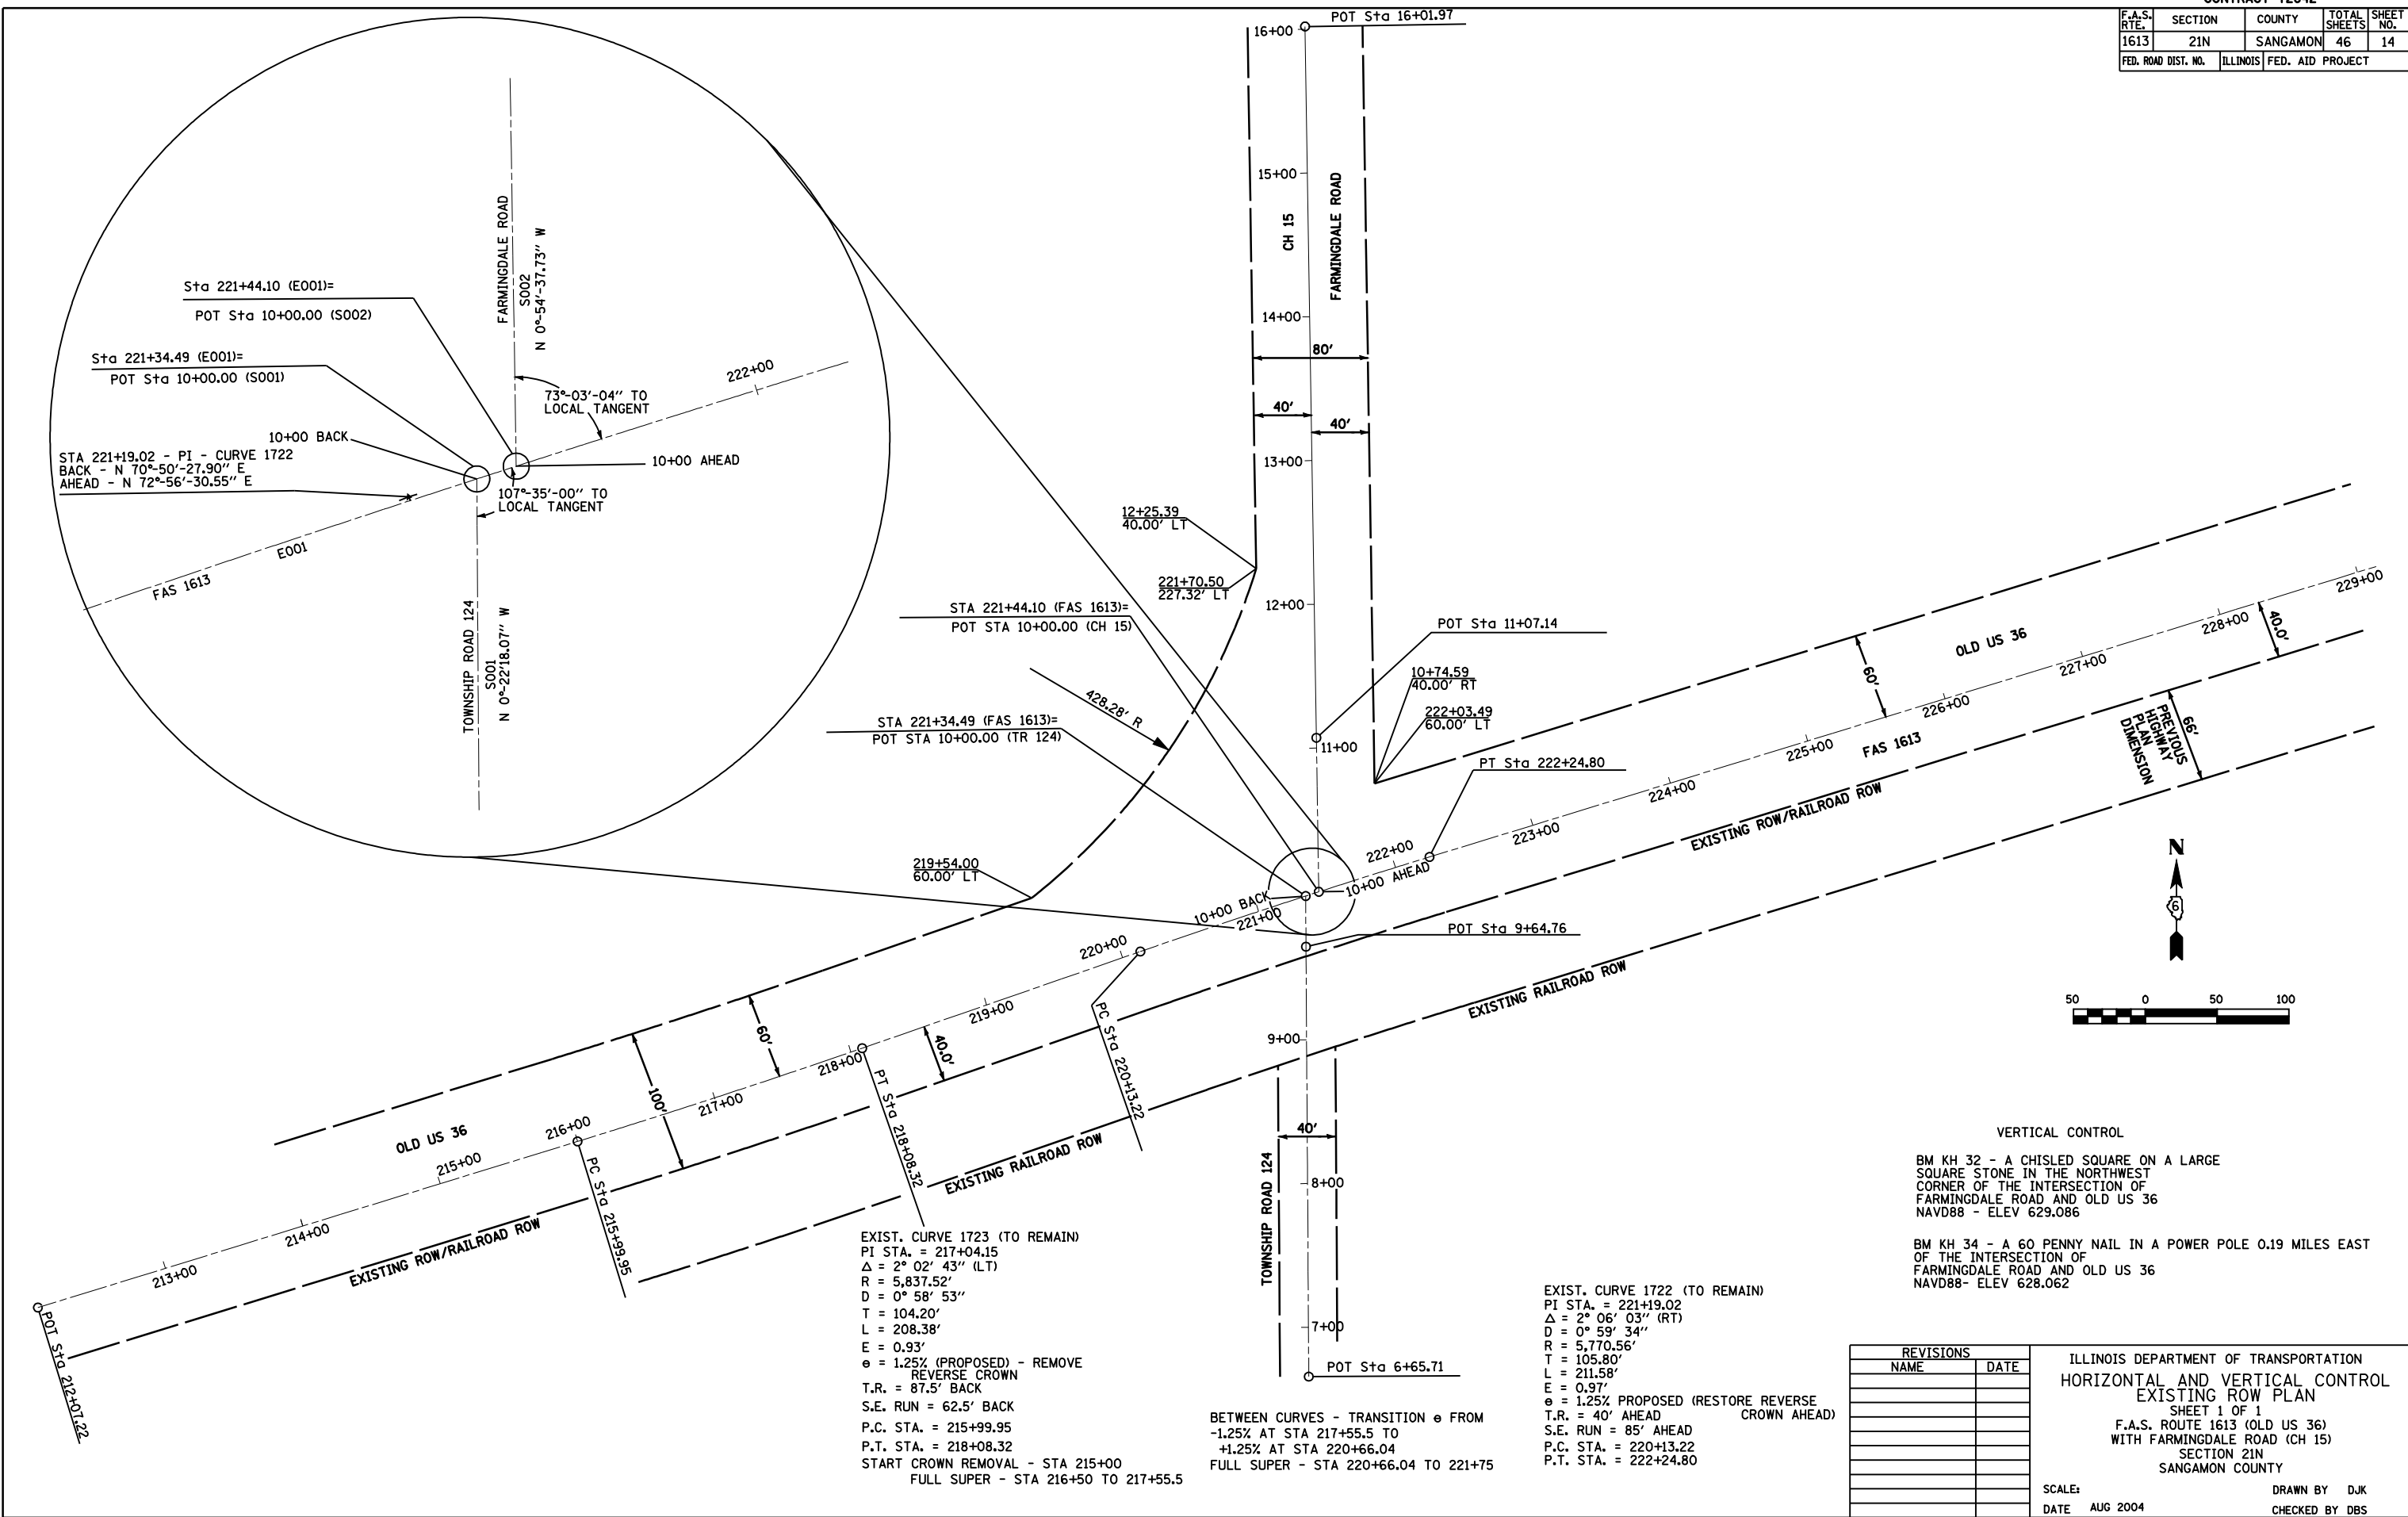 F.A.S. RTE. SECTION COUNTY TOTAL SHEETS SHEET NO.
1613 21N SANGAMON 46 14
FED. ROAD DIST. NO. ILLINOIS FED. AID PROJECT
POT Sta 16+01.97
16+00
15+00
CH 15
FARMINGDALE ROAD
14+00
80'
40'
40'
13+00
12+25.39
40.00' LT
221+70.50
227.32' LT
12+00
STA 221+44.10 (FAS 1613)=
POT STA 10+00.00 (CH 15)
POT Sta 11+07.14
10+74.59
40.00' RT
222+03.49
60.00' LT
428.28' R
STA 221+34.49 (FAS 1613)=
POT STA 10+00.00 (TR 124)
11+00
PT Sta 222+24.80
219+54.00
60.00' LT
FARMINGDALE ROAD
S002
N 0°-54'-37.73" W
Sta 221+44.10 (E001)=
POT Sta 10+00.00 (S002)
Sta 221+34.49 (E001)=
POT Sta 10+00.00 (S001)
222+00
73°-03'-04" TO
LOCAL TANGENT
10+00 BACK
10+00 AHEAD
STA 221+19.02 - PI - CURVE 1722
BACK - N 70°-50'-27.90" E
AHEAD - N 72°-56'-30.55" E
107°-35'-00" TO
LOCAL TANGENT
E001
FAS 1613
TOWNSHIP ROAD 124
S001
N 0°-22'18.07" W
229+00
228+00
40.0'
OLD US 36
227+00
60'
226+00
66'
PREVIOUS
HIGHWAY
PLAN
DIMENSION
225+00
FAS 1613
224+00
223+00
EXISTING ROW/RAILROAD ROW
222+00
10+00 AHEAD
10+00 BACK
221+00
POT Sta 9+64.76
220+00
EXISTING RAILROAD ROW
219+00
PC Sta 220+13.22
9+00
60'
40.0'
218+00
PT Sta 218+08.32
100'
217+00
216+00
OLD US 36
215+00
PC Sta 215+99.95
EXISTING RAILROAD ROW
40'
TOWNSHIP ROAD 124
8+00
214+00
213+00
EXISTING ROW/RAILROAD ROW
POT Sta 212+07.22
7+00
POT Sta 6+65.71
N
6
50 0 50 100
VERTICAL CONTROL
BM KH 32 - A CHISLED SQUARE ON A LARGE
SQUARE STONE IN THE NORTHWEST
CORNER OF THE INTERSECTION OF
FARMINGDALE ROAD AND OLD US 36
NAVD88 - ELEV 629.086
BM KH 34 - A 60 PENNY NAIL IN A POWER POLE 0.19 MILES EAST
OF THE INTERSECTION OF
FARMINGDALE ROAD AND OLD US 36
NAVD88- ELEV 628.062
EXIST. CURVE 1723 (TO REMAIN)
PI STA. = 217+04.15
Δ = 2° 02' 43" (LT)
R = 5,837.52'
D = 0° 58' 53"
T = 104.20'
L = 208.38'
E = 0.93'
e = 1.25% (PROPOSED) - REMOVE
REVERSE CROWN
T.R. = 87.5' BACK
S.E. RUN = 62.5' BACK
P.C. STA. = 215+99.95
P.T. STA. = 218+08.32
START CROWN REMOVAL - STA 215+00
FULL SUPER - STA 216+50 TO 217+55.5
BETWEEN CURVES - TRANSITION e FROM
-1.25% AT STA 217+55.5 TO
+1.25% AT STA 220+66.04
FULL SUPER - STA 220+66.04 TO 221+75
EXIST. CURVE 1722 (TO REMAIN)
PI STA. = 221+19.02
Δ = 2° 06' 03" (RT)
D = 0° 59' 34"
R = 5,770.56'
T = 105.80'
L = 211.58'
E = 0.97'
e = 1.25% PROPOSED (RESTORE REVERSE
T.R. = 40' AHEAD CROWN AHEAD)
S.E. RUN = 85' AHEAD
P.C. STA. = 220+13.22
P.T. STA. = 222+24.80
REVISIONS
NAME DATE
ILLINOIS DEPARTMENT OF TRANSPORTATION
HORIZONTAL AND VERTICAL CONTROL
EXISTING ROW PLAN
SHEET 1 OF 1
F.A.S. ROUTE 1613 (OLD US 36)
WITH FARMINGDALE ROAD (CH 15)
SECTION 21N
SANGAMON COUNTY
SCALE: DRAWN BY DJK
DATE AUG 2004 CHECKED BY DBS